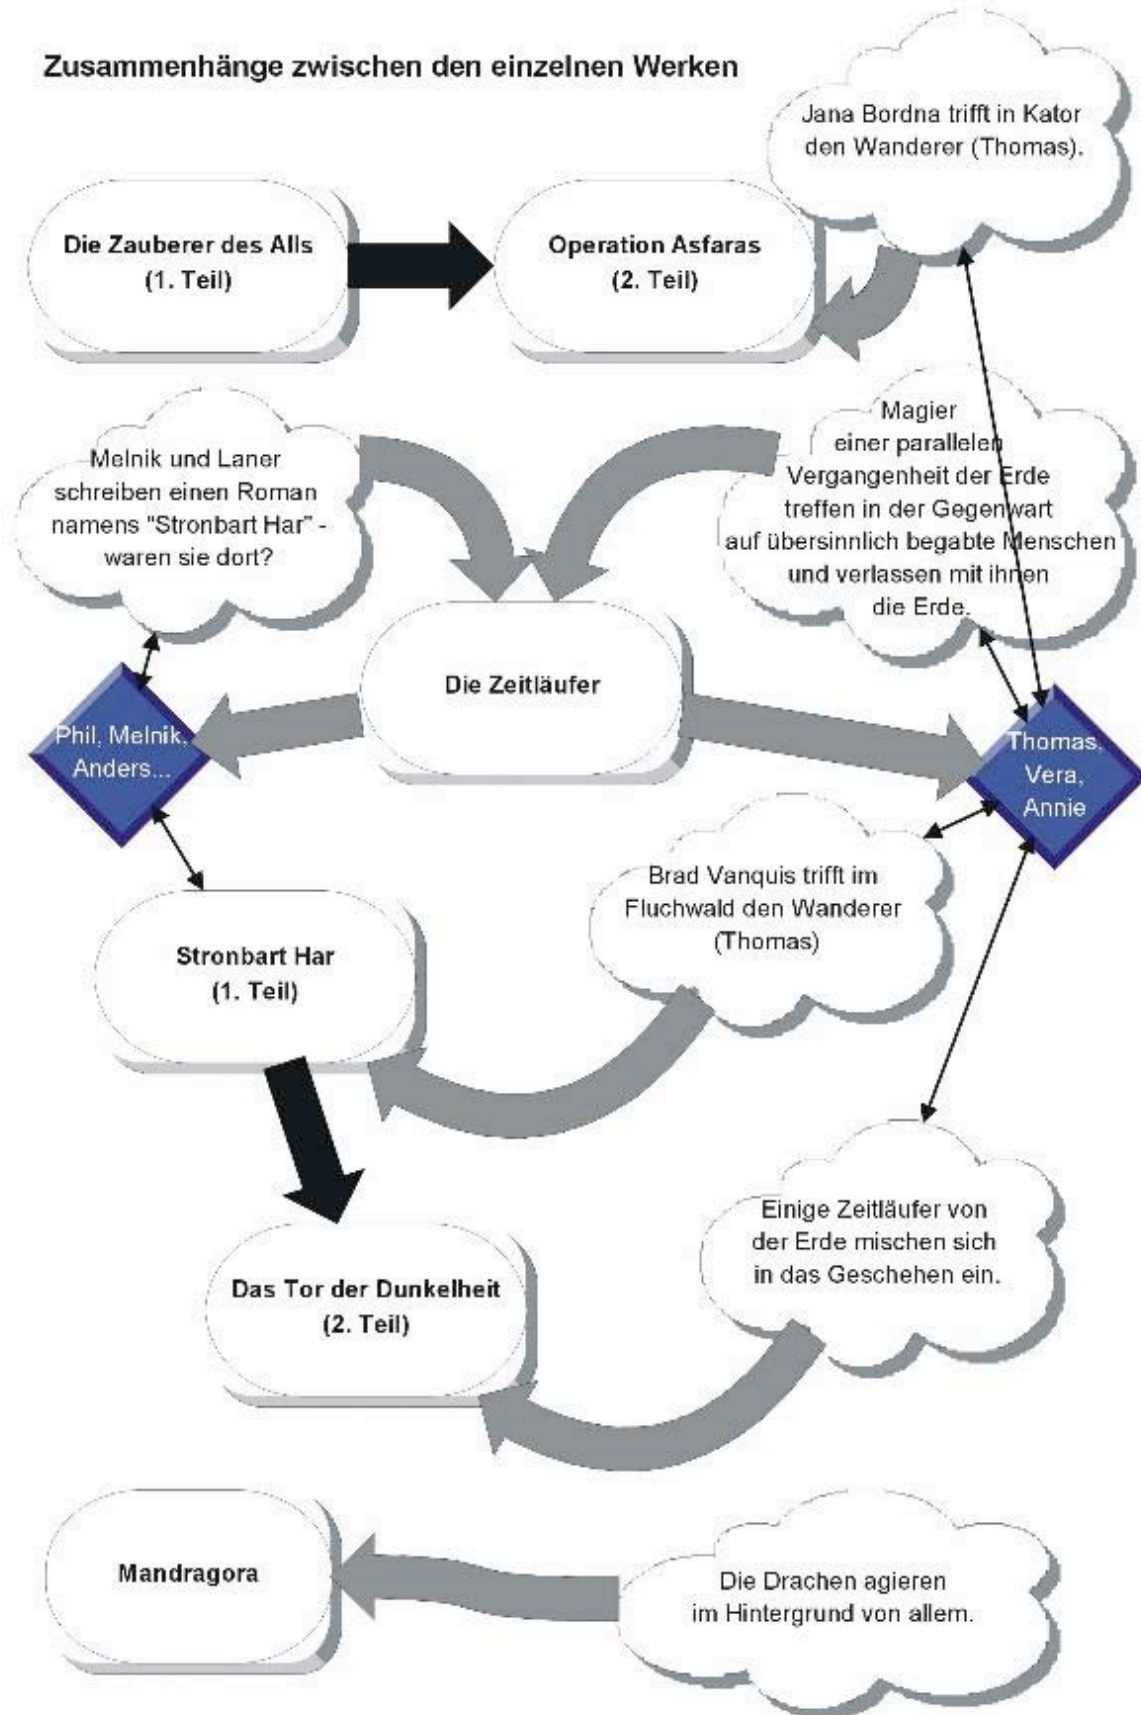 Zusammenhänge zwischen den einzelnen Werken
Jana Bordna trifft in Kator
den Wanderer (Thomas).
Die Zauberer des Alls
(1. Teil)
Operation Asfaras
(2. Teil)
Melnik und Laner
schreiben einen Roman
namens "Stronbart Har" -
waren sie dort?
Magier
einer parallelen
Vergangenheit der Erde
treffen in der Gegenwart
auf übersinnlich begabte Menschen
und verlassen mit ihnen
die Erde.
Die Zeitläufer
Phil, Melnik,
Anders...
Thomas,
Vera,
Annie
Brad Vanquis trifft im
Fluchwald den Wanderer
(Thomas)
Stronbart Har
(1. Teil)
Einige Zeitläufer von
der Erde mischen sich
in das Geschehen ein.
Das Tor der Dunkelheit
(2. Teil)
Mandragora
Die Drachen agieren
im Hintergrund von allem.